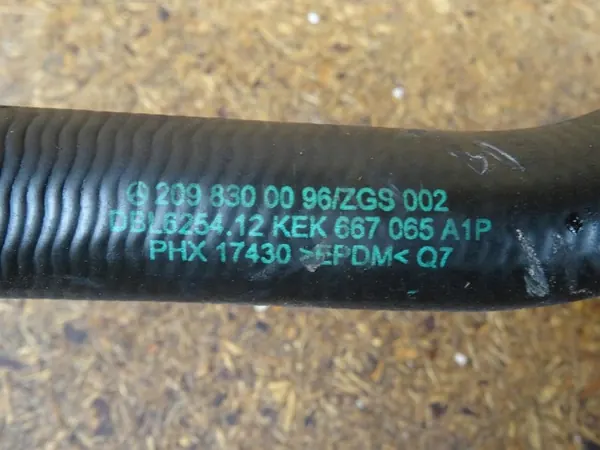 209 830 00 96/ZGS 002
DBL6254.12 KEK 667 065 A1P
PHX 17430 >EPDM< Q7